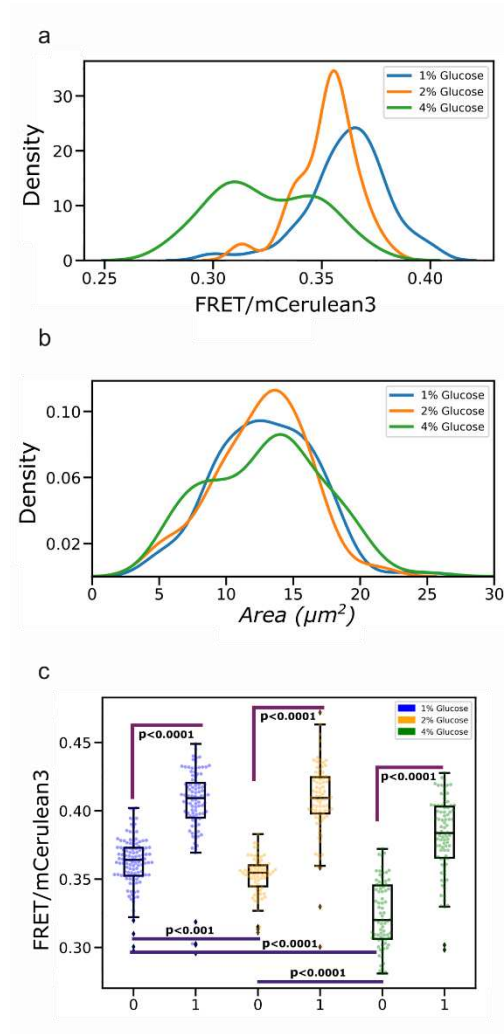 a
1% Glucose
2% Glucose
4% Glucose
30
20
10
0
Density
0.25 0.30 0.35 0.40
FRET/mCerulean3
b
1% Glucose
2% Glucose
4% Glucose
0.10
0.06
0.02
Density
0 5 10 15 20 25 30
Area (μm²)
c
1% Glucose
2% Glucose
4% Glucose
p<0.0001
p<0.0001
p<0.0001
0.45
0.40
0.35
0.30
FRET/mCerulean3
p<0.001
p<0.0001
p<0.0001
0 1 0 1 0 1